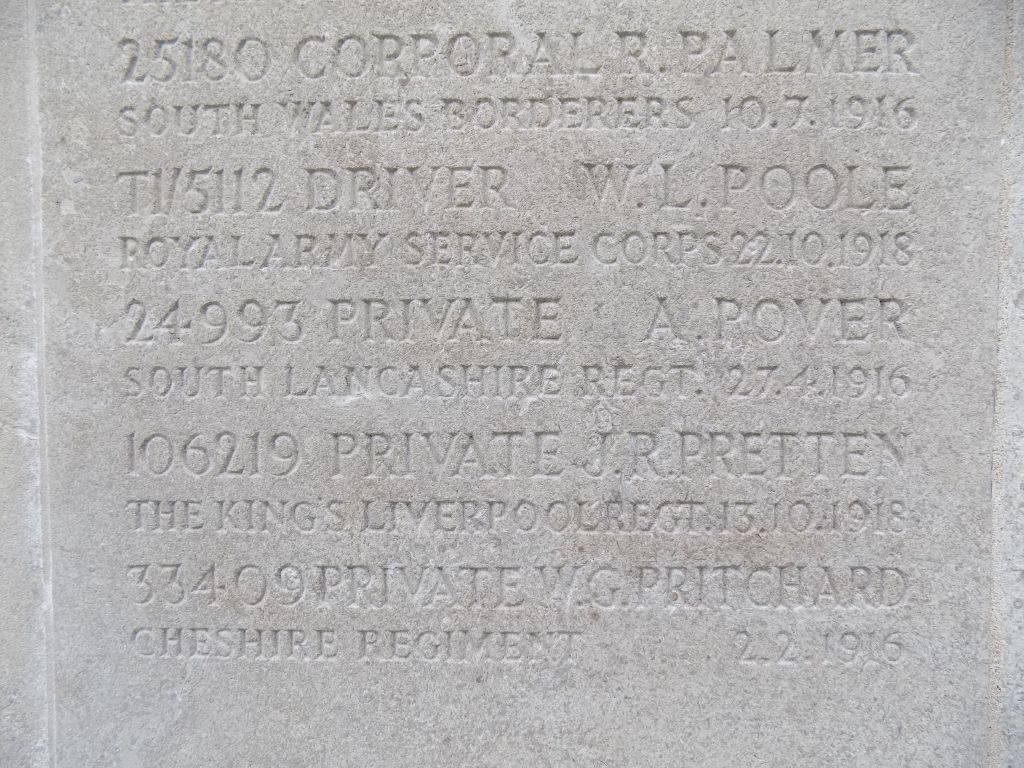 25180 CORPORAL R. PALMER
SOUTH WALES BORDERERS 10.7.1916
T1/5112 DRIVER W. L. POOLE
ROYAL ARMY SERVICE CORPS 22.10.1918
24993 PRIVATE A. POVER
SOUTH LANCASHIRE REGT. 27.4.1916
106219 PRIVATE J.R. PRETTEN
THE KING'S LIVERPOOL REGT. 13.10.1918
33409 PRIVATE W.G. PRITCHARD
CHESHIRE REGIMENT 2.2.1916